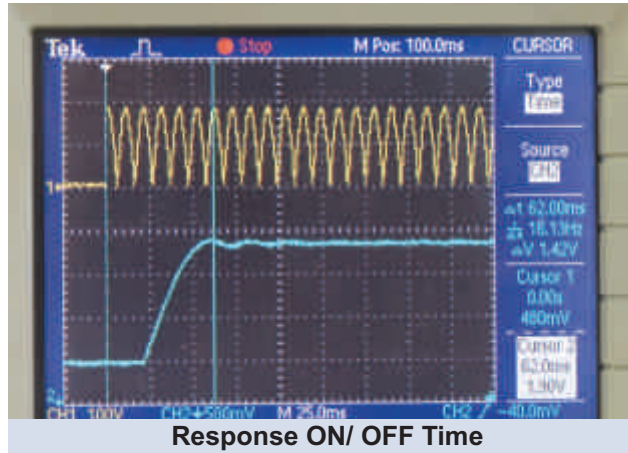 Tek Stop M Pos: 100.0ms CURSOR
Type
Time
Source
CH2
Δt 62.00ms
16.13Hz
ΔV 1.42V
Cursor 1
0.00s
480mV
Cursor 2
62.0ms
1.90V
1
2
CH1 100V CH2 500mV M 25.0ms CH2 -40.0mV
Response ON/ OFF Time